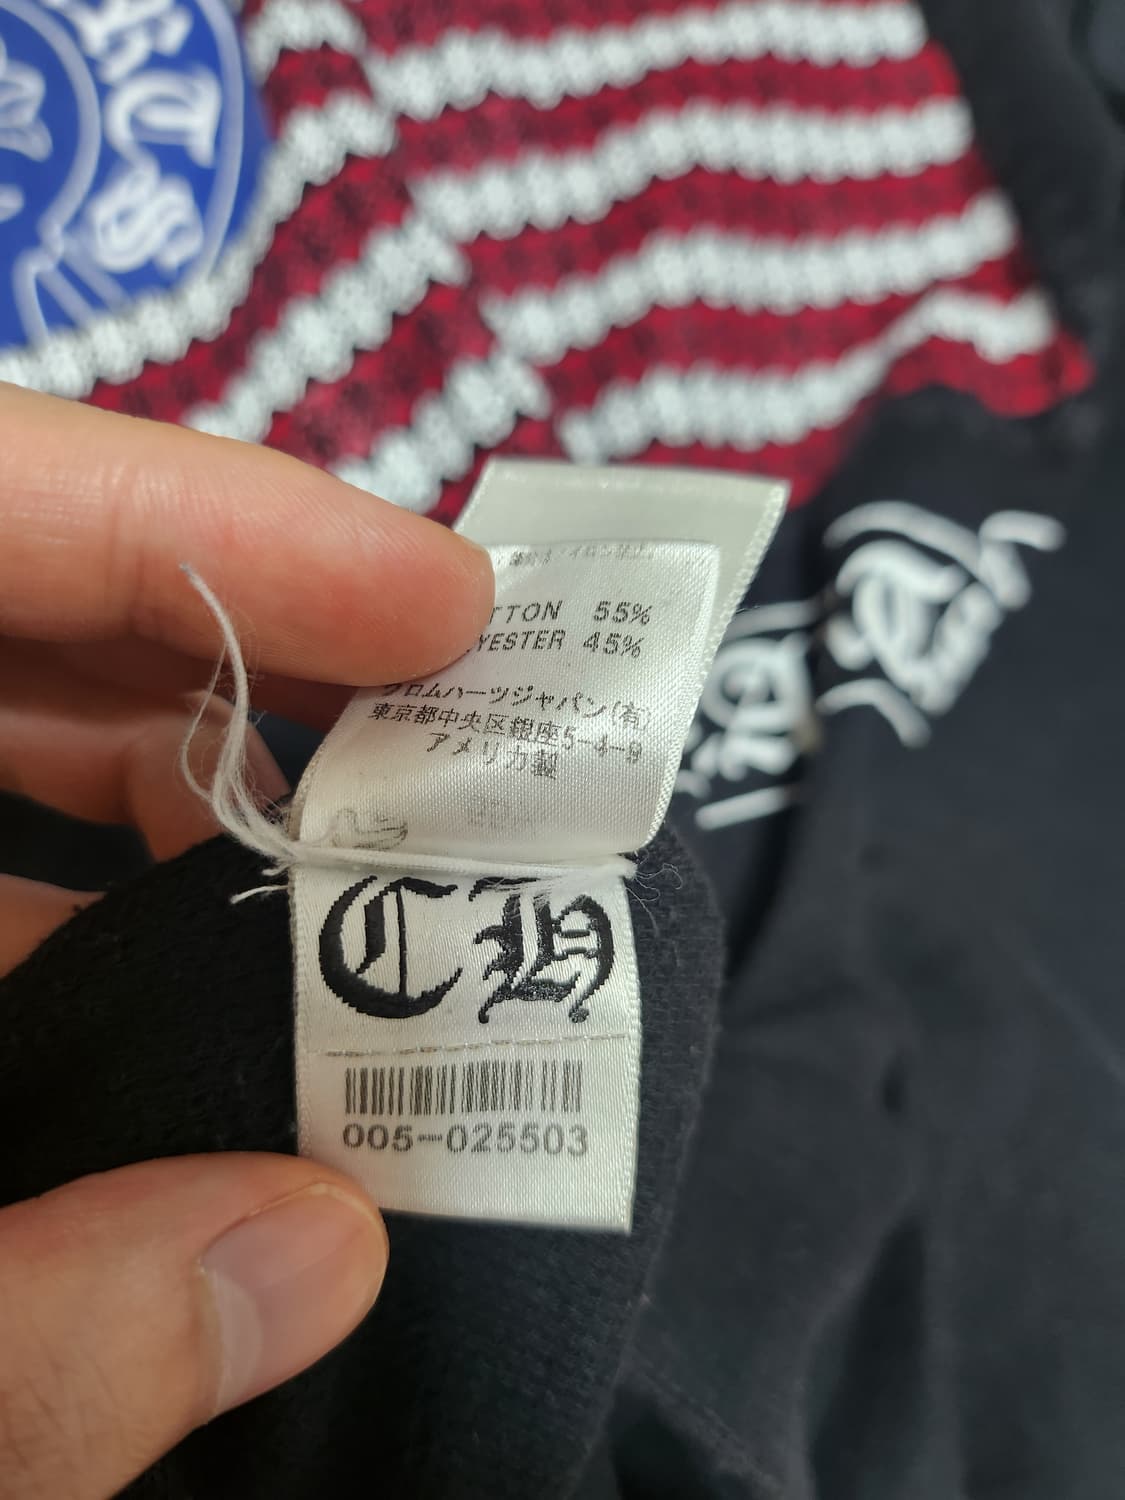 TTON 55%
YESTER 45%
クロムハーツジャパン(有)
東京都中央区銀座5-4-9
アメリカ製
CH
005-025503